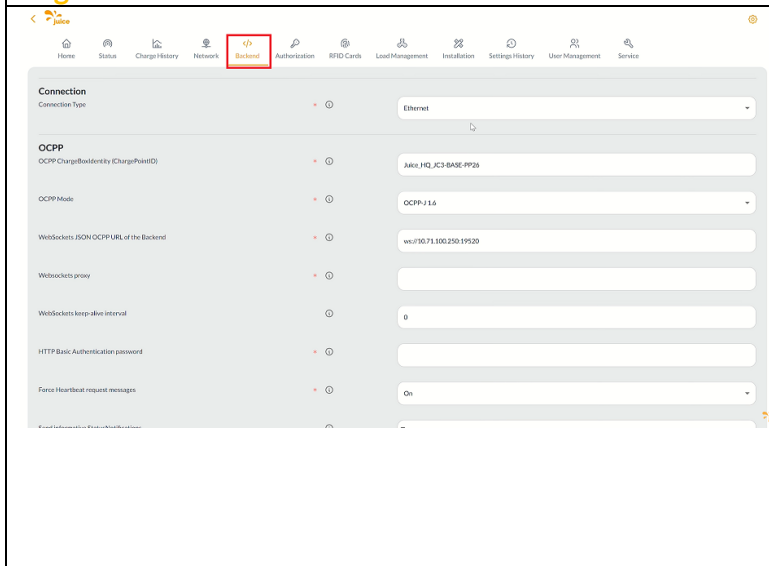 juice
Home Status Charge History Network Backend Authorization RFID Cards Load Management Installation Settings History User Management Service
Connection
Connection Type * Ethernet
OCPP
OCPP ChargeBoxIdentity (ChargePointID) * Juice_HQ_JC3-BASE-PP26
OCPP Mode * OCPP-J 1.6
WebSockets JSON OCPP URL of the Backend * ws://10.71.100.250:19520
Websockets proxy *
WebSockets keep-alive interval 0
HTTP Basic Authentication password *
Force Heartbeat request messages * On